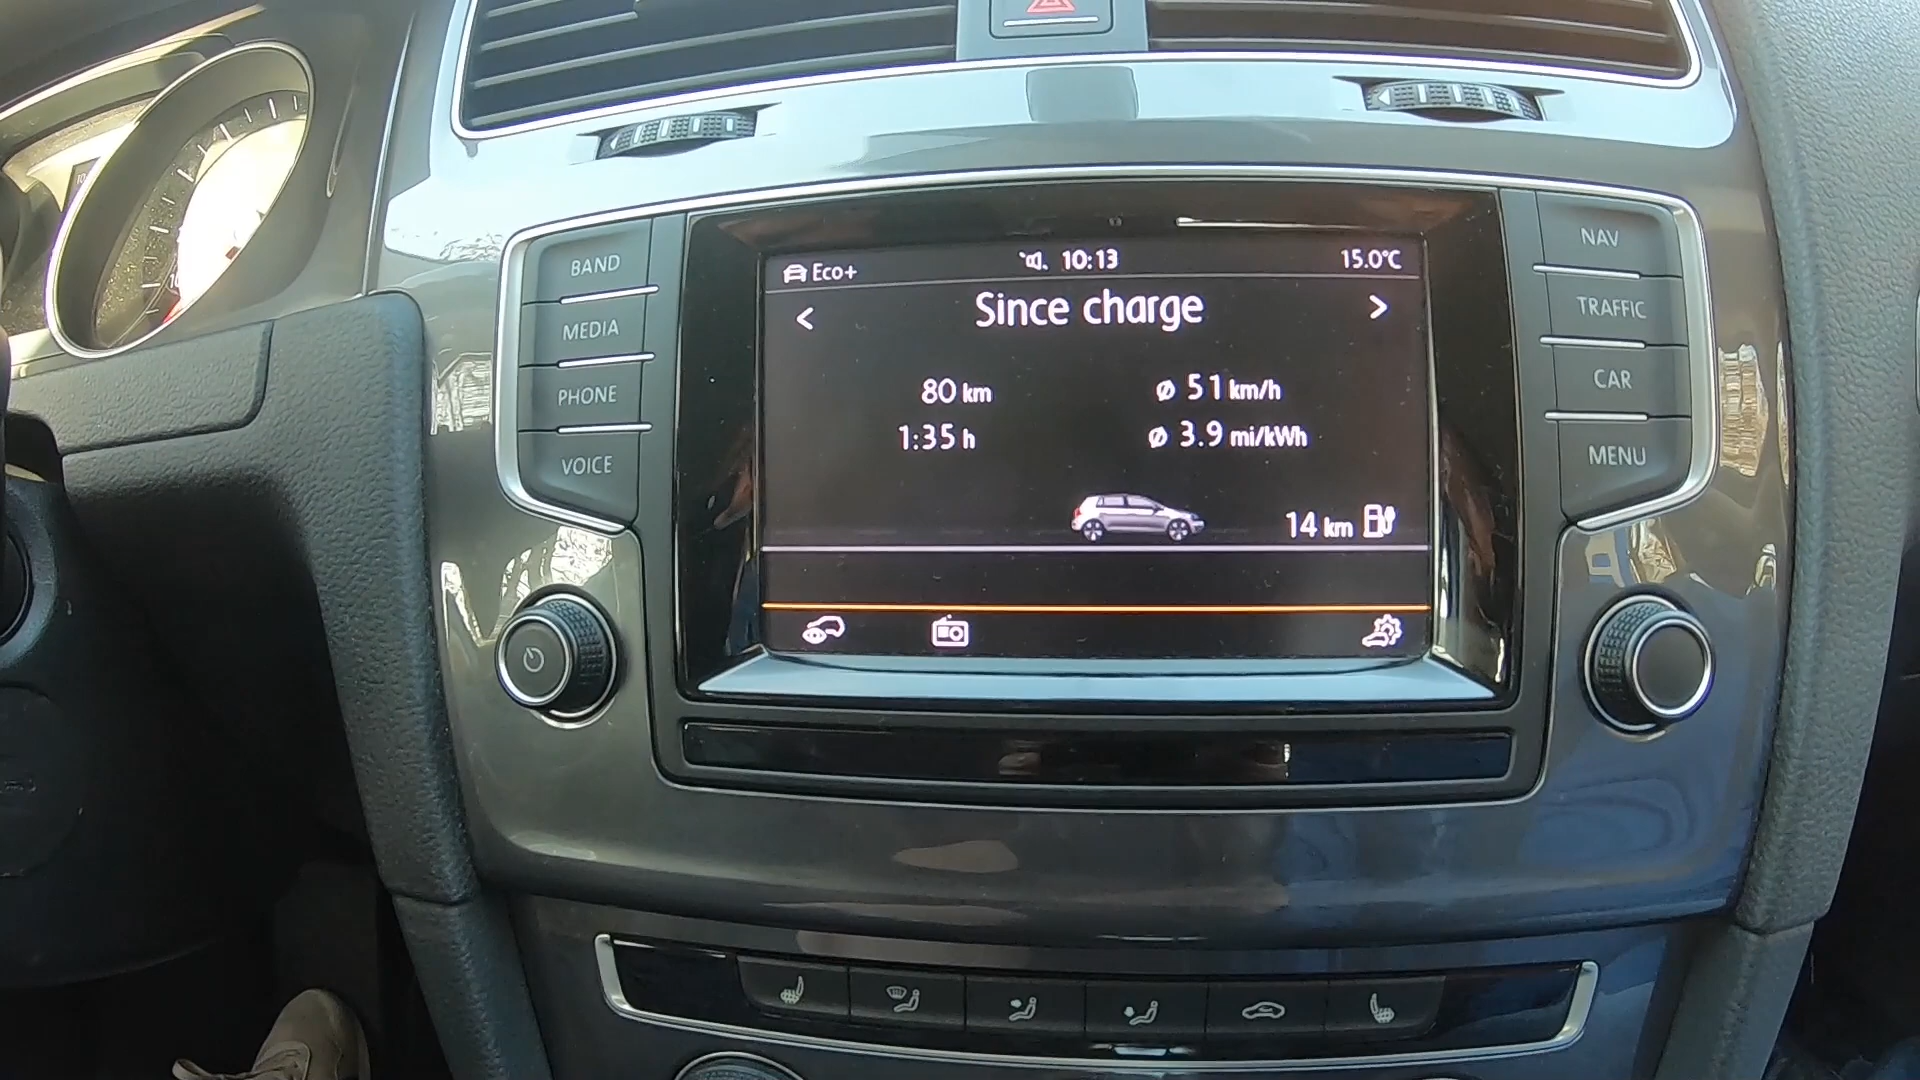 BAND
MEDIA
PHONE
VOICE
Eco+
10:13
15.0°C
< Since charge >
80 km
ø 51 km/h
1:35 h
ø 3.9 mi/kWh
14 km
NAV
TRAFFIC
CAR
MENU